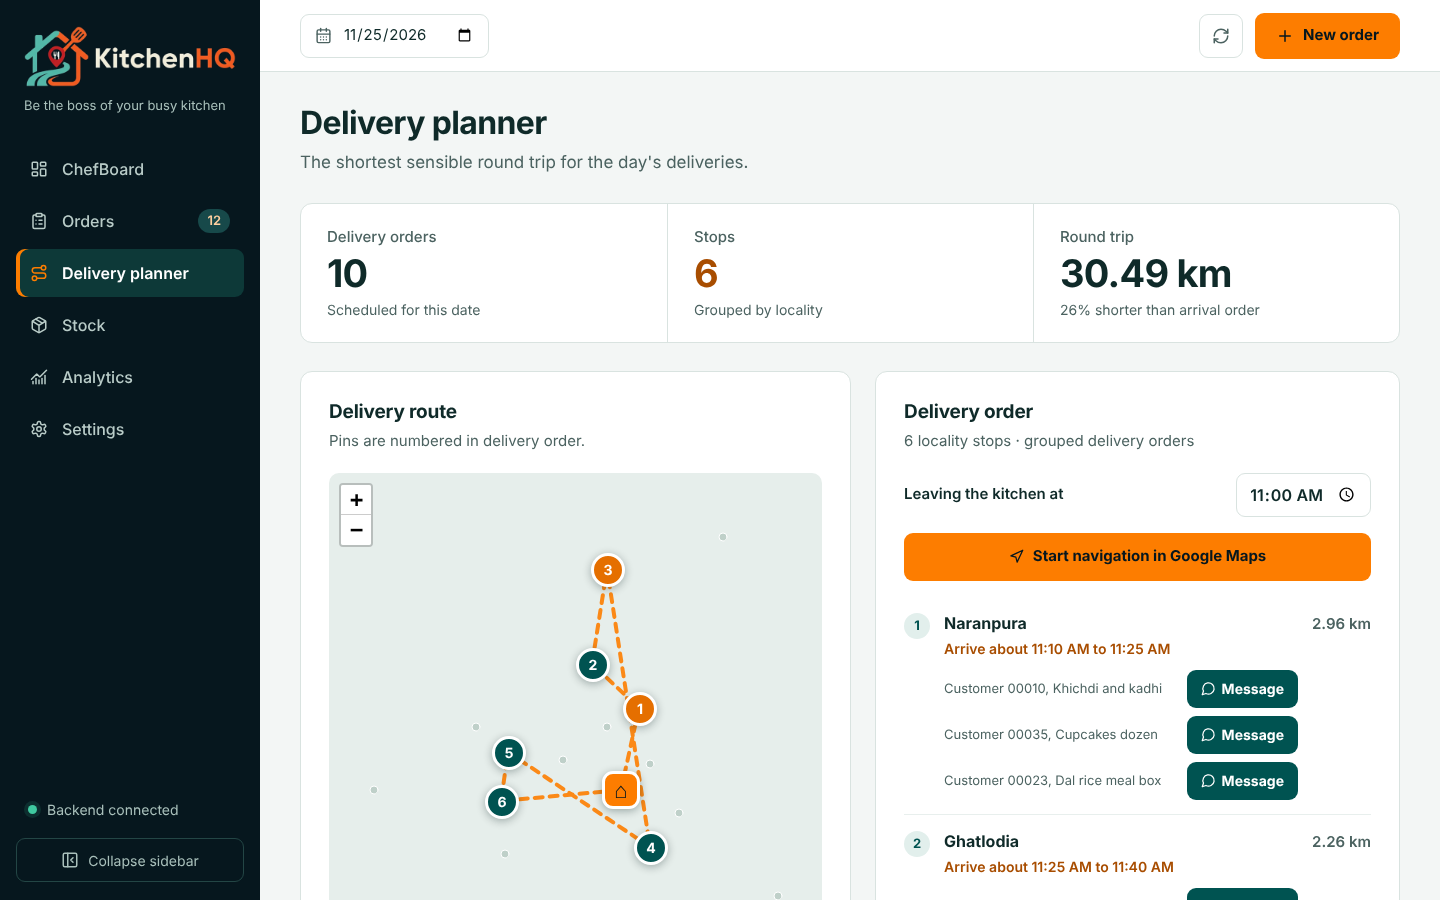 KitchenHQ
Be the boss of your busy kitchen
ChefBoard
Orders 12
Delivery planner
Stock
Analytics
Settings
Backend connected
Collapse sidebar
11/25/2026
+ New order
Delivery planner
The shortest sensible round trip for the day's deliveries.
Delivery orders
10
Scheduled for this date
Stops
6
Grouped by locality
Round trip
30.49 km
26% shorter than arrival order
Delivery route
Pins are numbered in delivery order.
+
−
3
2
1
5
6
4
Delivery order
6 locality stops · grouped delivery orders
Leaving the kitchen at 11:00 AM
Start navigation in Google Maps
1 Naranpura 2.96 km
Arrive about 11:10 AM to 11:25 AM
Customer 00010, Khichdi and kadhi Message
Customer 00035, Cupcakes dozen Message
Customer 00023, Dal rice meal box Message
2 Ghatlodia 2.26 km
Arrive about 11:25 AM to 11:40 AM